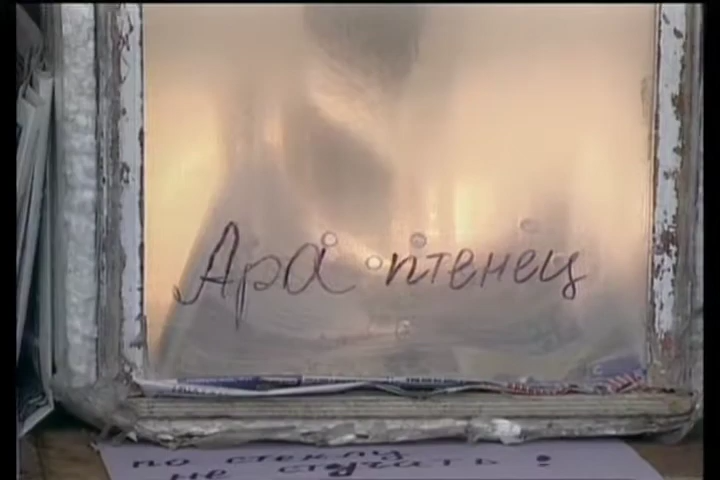 Ара птенец
по стеклу
не стучать !